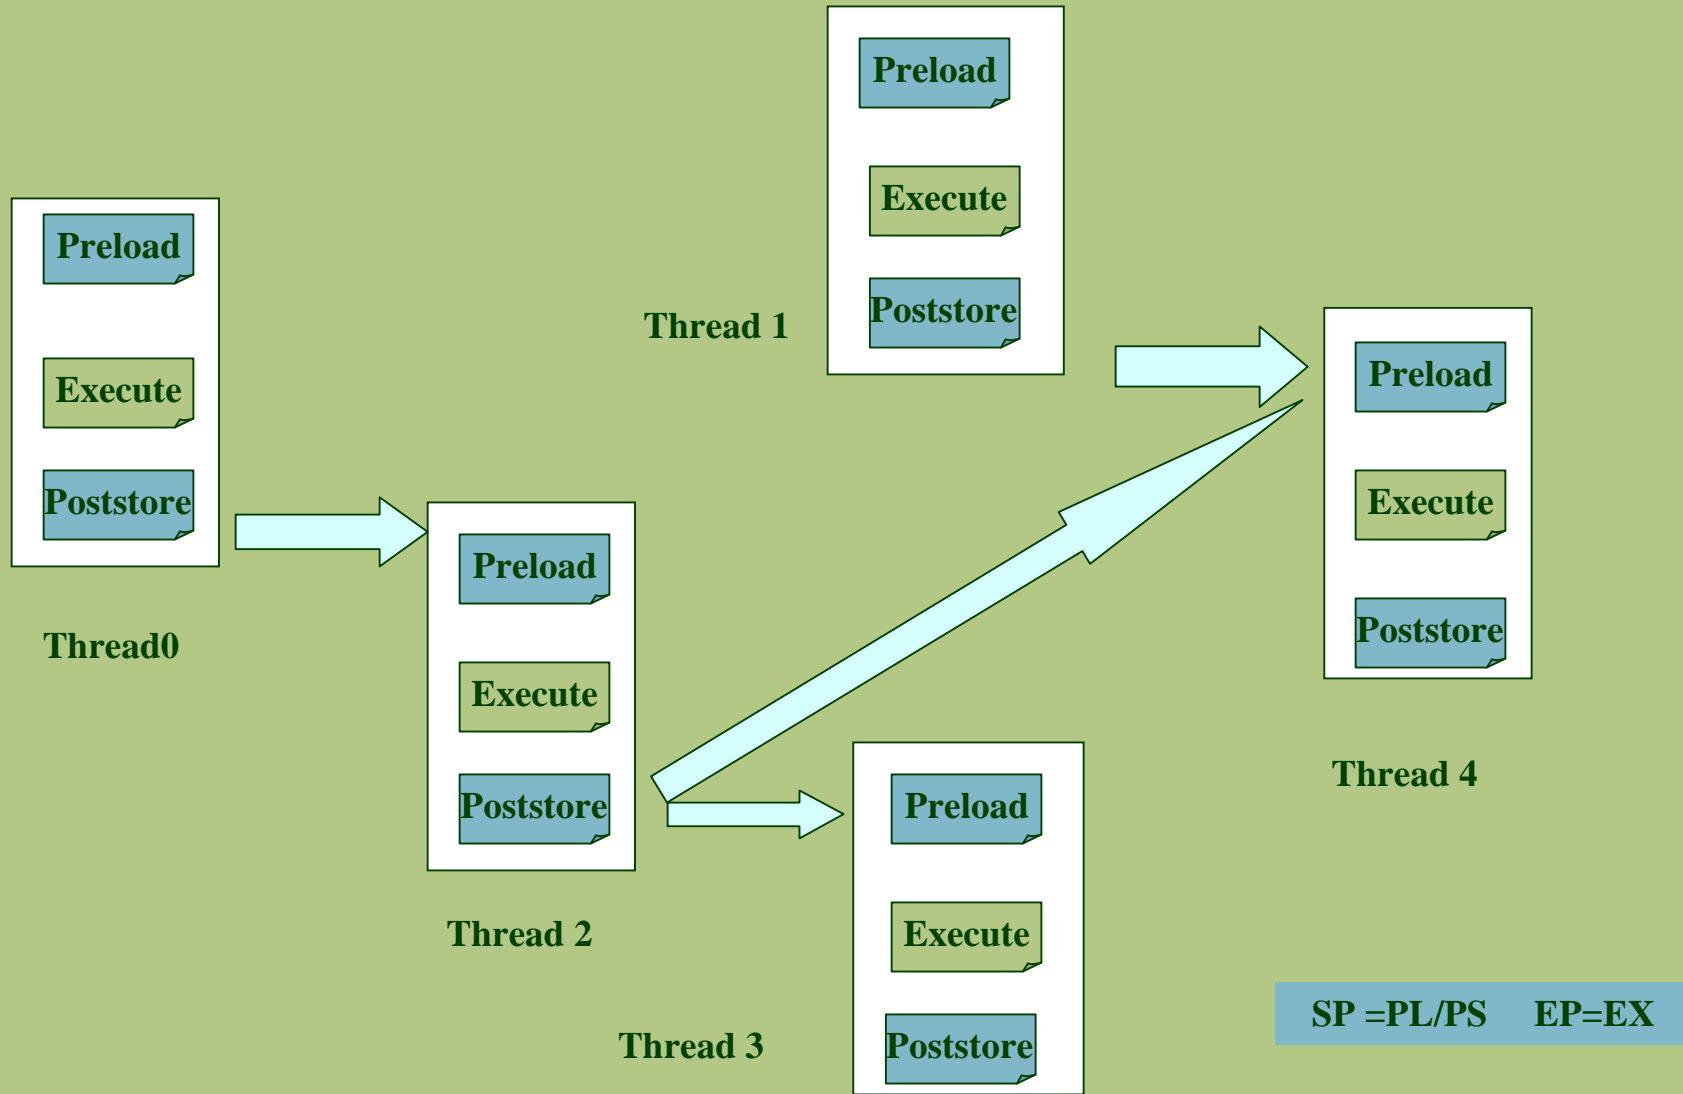 Preload
Execute
Poststore
Thread0
Preload
Execute
Poststore
Thread 1
Preload
Execute
Poststore
Thread 2
Preload
Execute
Poststore
Thread 3
Preload
Execute
Poststore
Thread 4
SP =PL/PS EP=EX